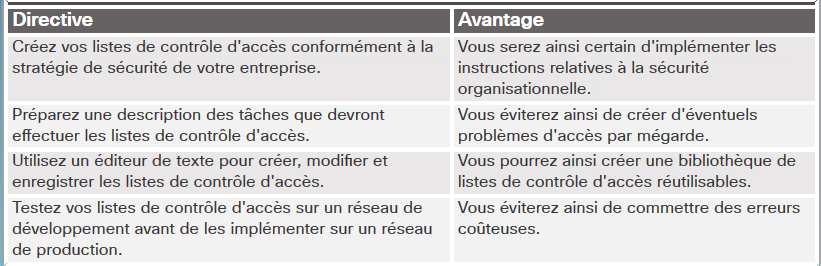 Directive
Avantage
Créez vos listes de contrôle d'accès conformément à la
stratégie de sécurité de votre entreprise.
Vous serez ainsi certain d'implémenter les
instructions relatives à la sécurité
organisationnelle.
Préparez une description des tâches que devront
effectuer les listes de contrôle d'accès.
Vous éviterez ainsi de créer d'éventuels
problèmes d'accès par mégarde.
Utilisez un éditeur de texte pour créer, modifier et
enregistrer les listes de contrôle d'accès.
Vous pourrez ainsi créer une bibliothèque de
listes de contrôle d'accès réutilisables.
Testez vos listes de contrôle d'accès sur un réseau de
développement avant de les implémenter sur un réseau
de production.
Vous éviterez ainsi de commettre des erreurs
coûteuses.